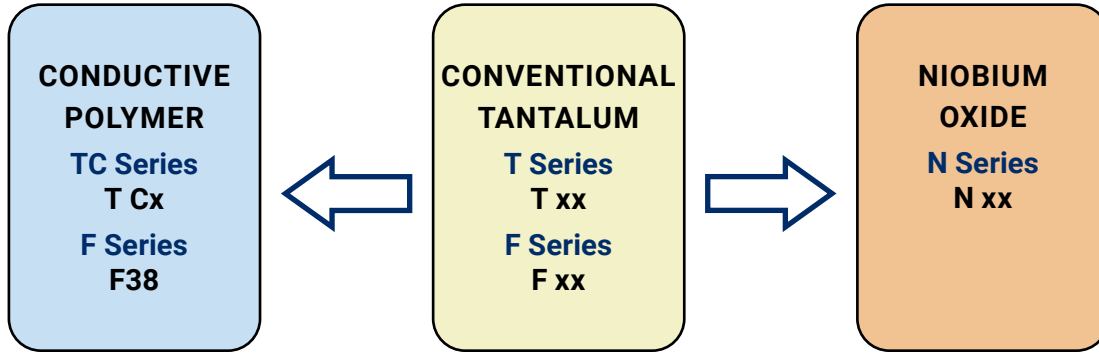 CONDUCTIVE
POLYMER
TC Series
T Cx
F Series
F38
CONVENTIONAL
TANTALUM
T Series
T xx
F Series
F xx
NIOBIUM
OXIDE
N Series
N xx